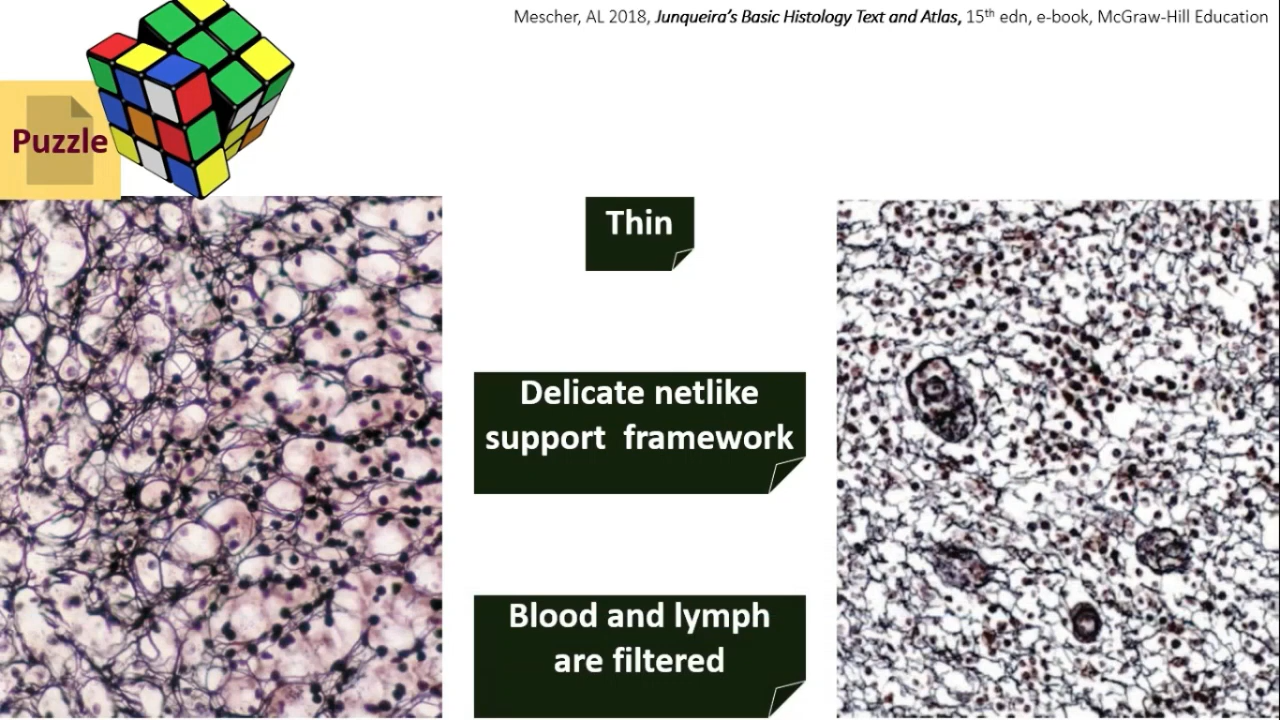 Mescher, AL 2018, Junqueira's Basic Histology Text and Atlas, 15th edn, e-book, McGraw-Hill Education
Puzzle
Thin
Delicate netlike
support framework
Blood and lymph
are filtered